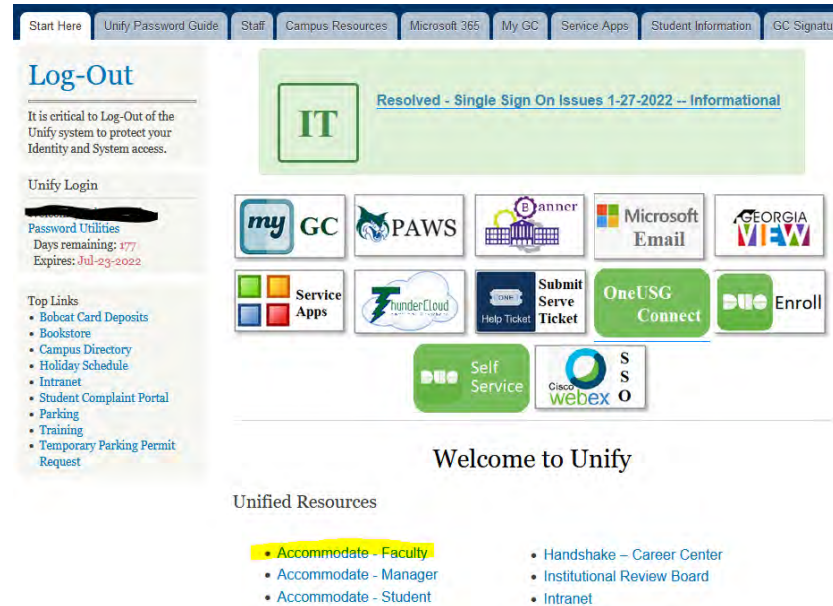 Start Here
Unify Password Guide
Staff
Campus Resources
Microsoft 365
My GC
Service Apps
Student Information
GC Signatu
Log-Out
It is critical to Log-Out of the
Unify system to protect your
Identity and System access.
Unify Login
Password Utilities
Days remaining: 177
Expires: Jul-23-2022
Top Links
• Bobcat Card Deposits
• Bookstore
• Campus Directory
• Holiday Schedule
• Intranet
• Student Complaint Portal
• Parking
• Training
• Temporary Parking Permit
Request
IT
Resolved - Single Sign On Issues 1-27-2022 -- Informational
my GC
PAWS
Banner
Microsoft
Email
GEORGIA
VIEW
Service
Apps
ThunderCloud
ONE
Help Ticket
Submit
Serve
Ticket
OneUSG
Connect
DUO Enroll
DUO
Self
Service
Cisco
webex
S
S
O
Welcome to Unify
Unified Resources
• Accommodate - Faculty
• Accommodate - Manager
• Accommodate - Student
• Handshake – Career Center
• Institutional Review Board
• Intranet